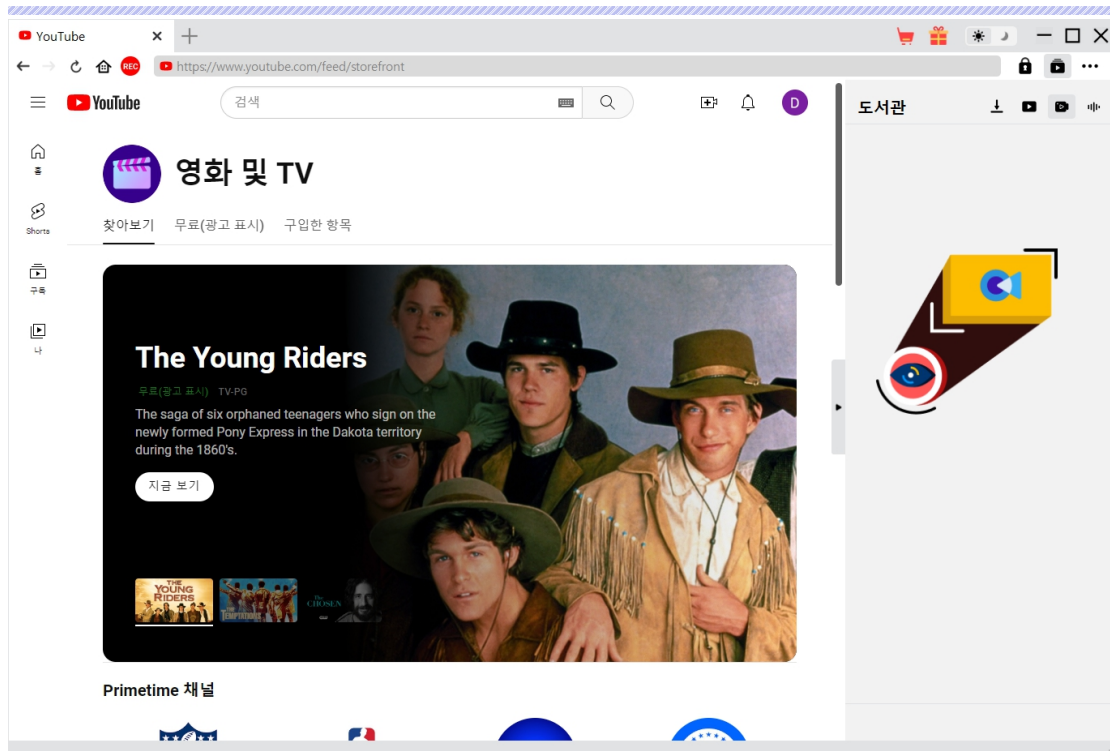 YouTube
REC
https://www.youtube.com/feed/storefront
YouTube
검색
D
도서관
홈
Shorts
구독
나
영화 및 TV
찾아보기 무료(광고 표시) 구입한 항목
The Young Riders
무료(광고 표시) TV-PG
The saga of six orphaned teenagers who sign on the
newly formed Pony Express in the Dakota territory
during the 1860's.
지금 보기
THE
YOUNG
RIDERS
THE
TEMPTATIONS
The
CHOSEN
Primetime 채널